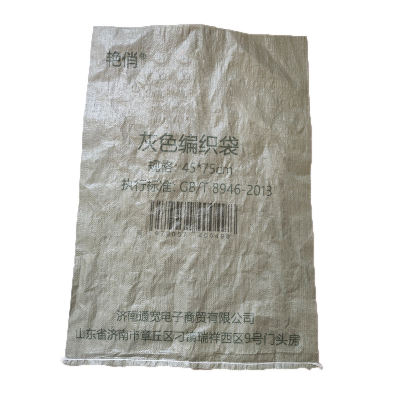 艳俏®
灰色编织袋
规格: 45*75cm
执行标准: GB/T 8946-2013
济南通宽电子商贸有限公司
山东省济南市章丘区刁镇瑞祥西区9号门头房